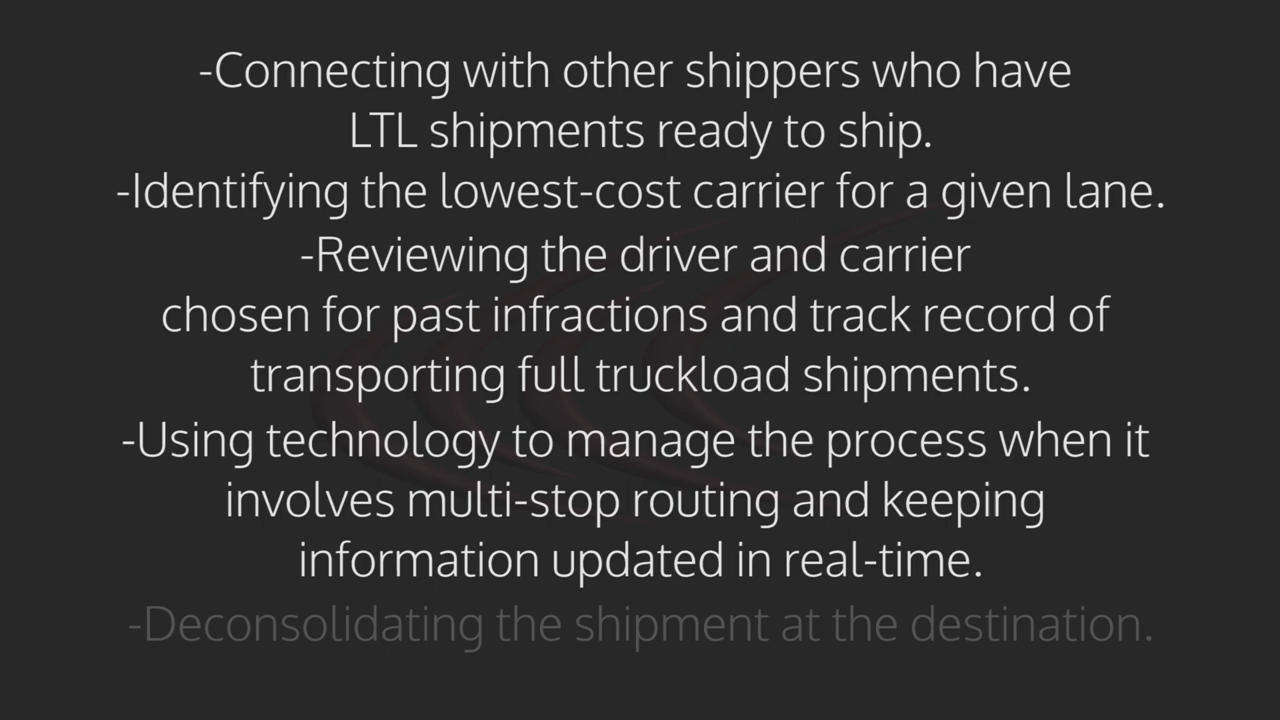 -Connecting with other shippers who have
LTL shipments ready to ship.
-Identifying the lowest-cost carrier for a given lane.
-Reviewing the driver and carrier
chosen for past infractions and track record of
transporting full truckload shipments.
-Using technology to manage the process when it
involves multi-stop routing and keeping
information updated in real-time.
-Deconsolidating the shipment at the destination.